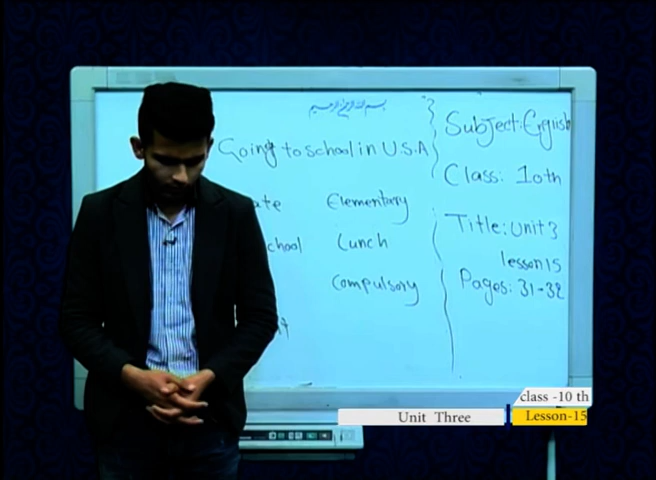 بسم الله الرحمن الرحیم
Going to school in U.S.A
ate Elementary
chool Lunch
Compulsory
Subject: English
Class: 10th
Title: Unit 3
lesson 15
Pages: 31-32
class -10 th
Unit Three
Lesson-15